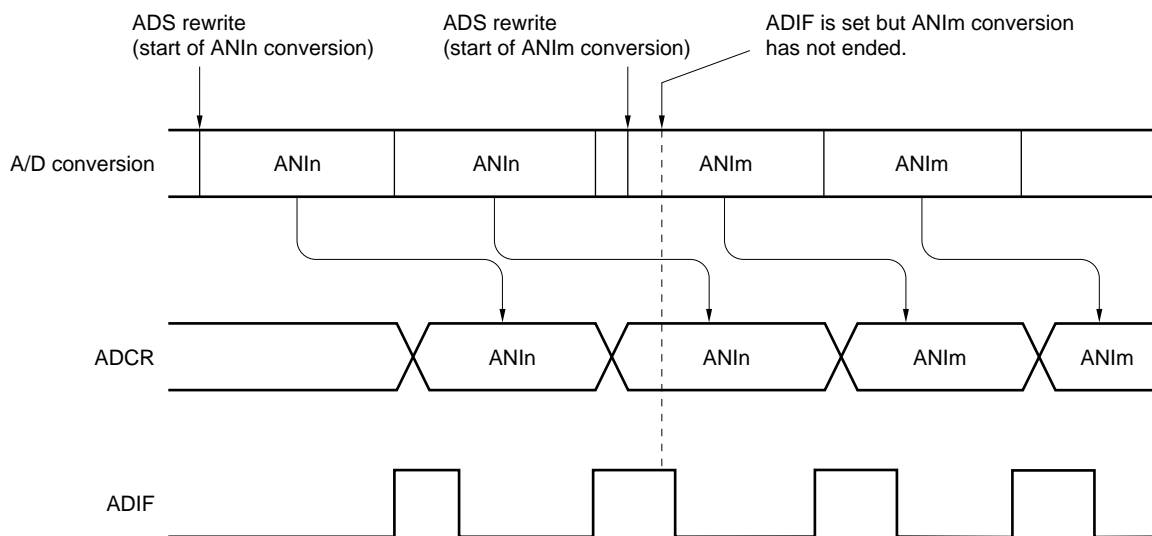 ADS rewrite
(start of ANIn conversion)
ADS rewrite
(start of ANIm conversion)
ADIF is set but ANIm conversion
has not ended.
A/D conversion
ANIn
ANIn
ANIm
ANIm
ADCR
ANIn
ANIn
ANIm
ANIm
ADIF